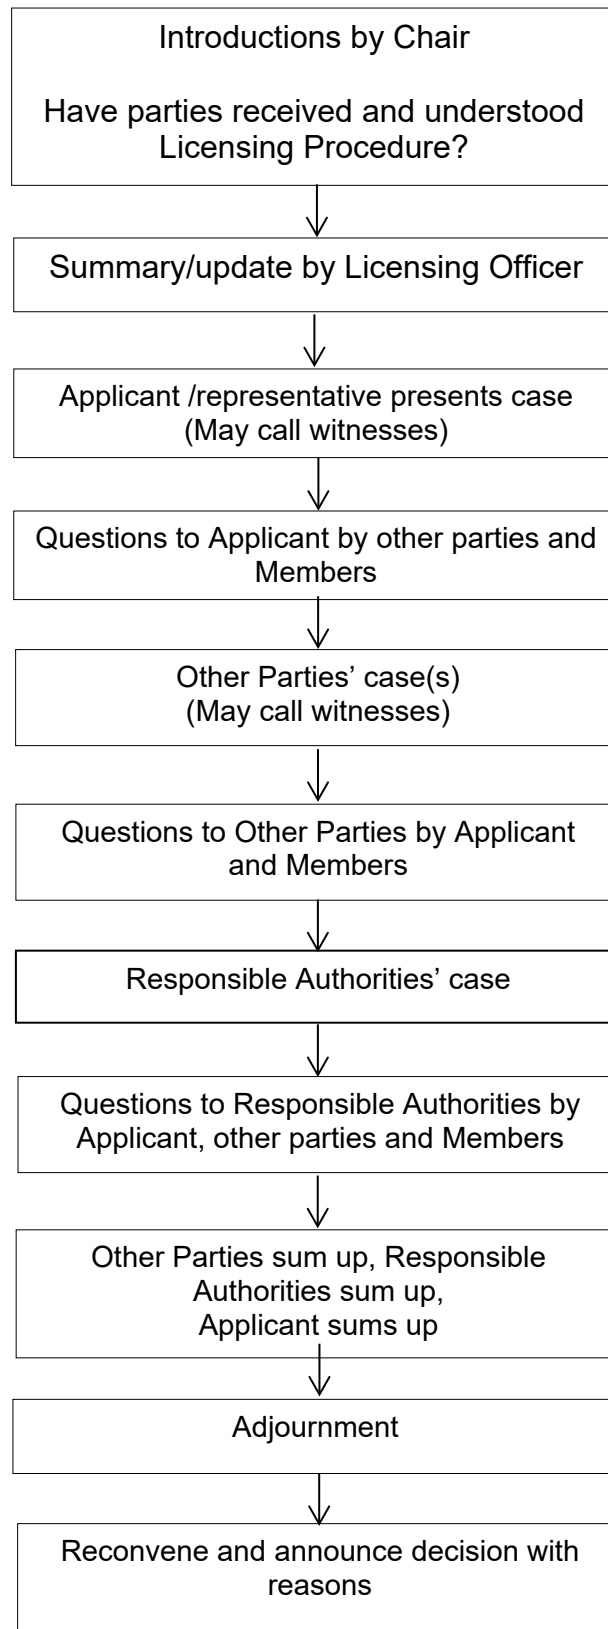 Introductions by Chair
Have parties received and understood
Licensing Procedure?
Summary/update by Licensing Officer
Applicant /representative presents case
(May call witnesses)
Questions to Applicant by other parties and
Members
Other Parties’ case(s)
(May call witnesses)
Questions to Other Parties by Applicant
and Members
Responsible Authorities’ case
Questions to Responsible Authorities by
Applicant, other parties and Members
Other Parties sum up, Responsible
Authorities sum up,
Applicant sums up
Adjournment
Reconvene and announce decision with
reasons